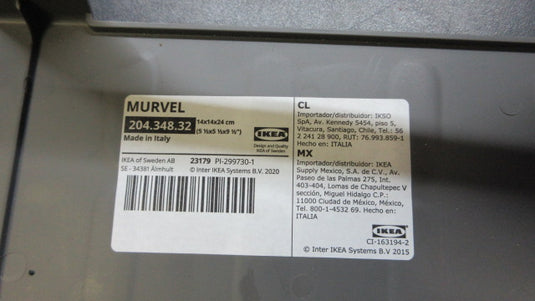 MURVEL
204.348.32 14x14x24 cm
(5 ½x5 ½x9 ½")
Made in Italy
IKEA
Design and Quality
IKEA of Sweden
IKEA of Sweden AB 23179 PI-299730-1
SE - 34381 Älmhult © Inter IKEA Systems B.V. 2020
CL
Importador/distribuidor: IKSO
SpA, Av. Kennedy 5454, piso 5,
Vitacura, Santiago, Chile, Tel.: 56
2 241 28 900, RUT: 76.993.859-1
Hecho en: ITALIA
MX
Importador/distribuidor: IKEA
Supply Mexico, S.A. de C.V., Av.
Paseo de las Palmas 275, Int.
403-404, Lomas de Chapultepec V
sección, Miguel Hidalgo C.P.:
11000 Ciudad de México, México,
Tel. 800-1-4532 69. Hecho en:
ITALIA
IKEA
CI-163194-2
© Inter IKEA Systems B.V 2015